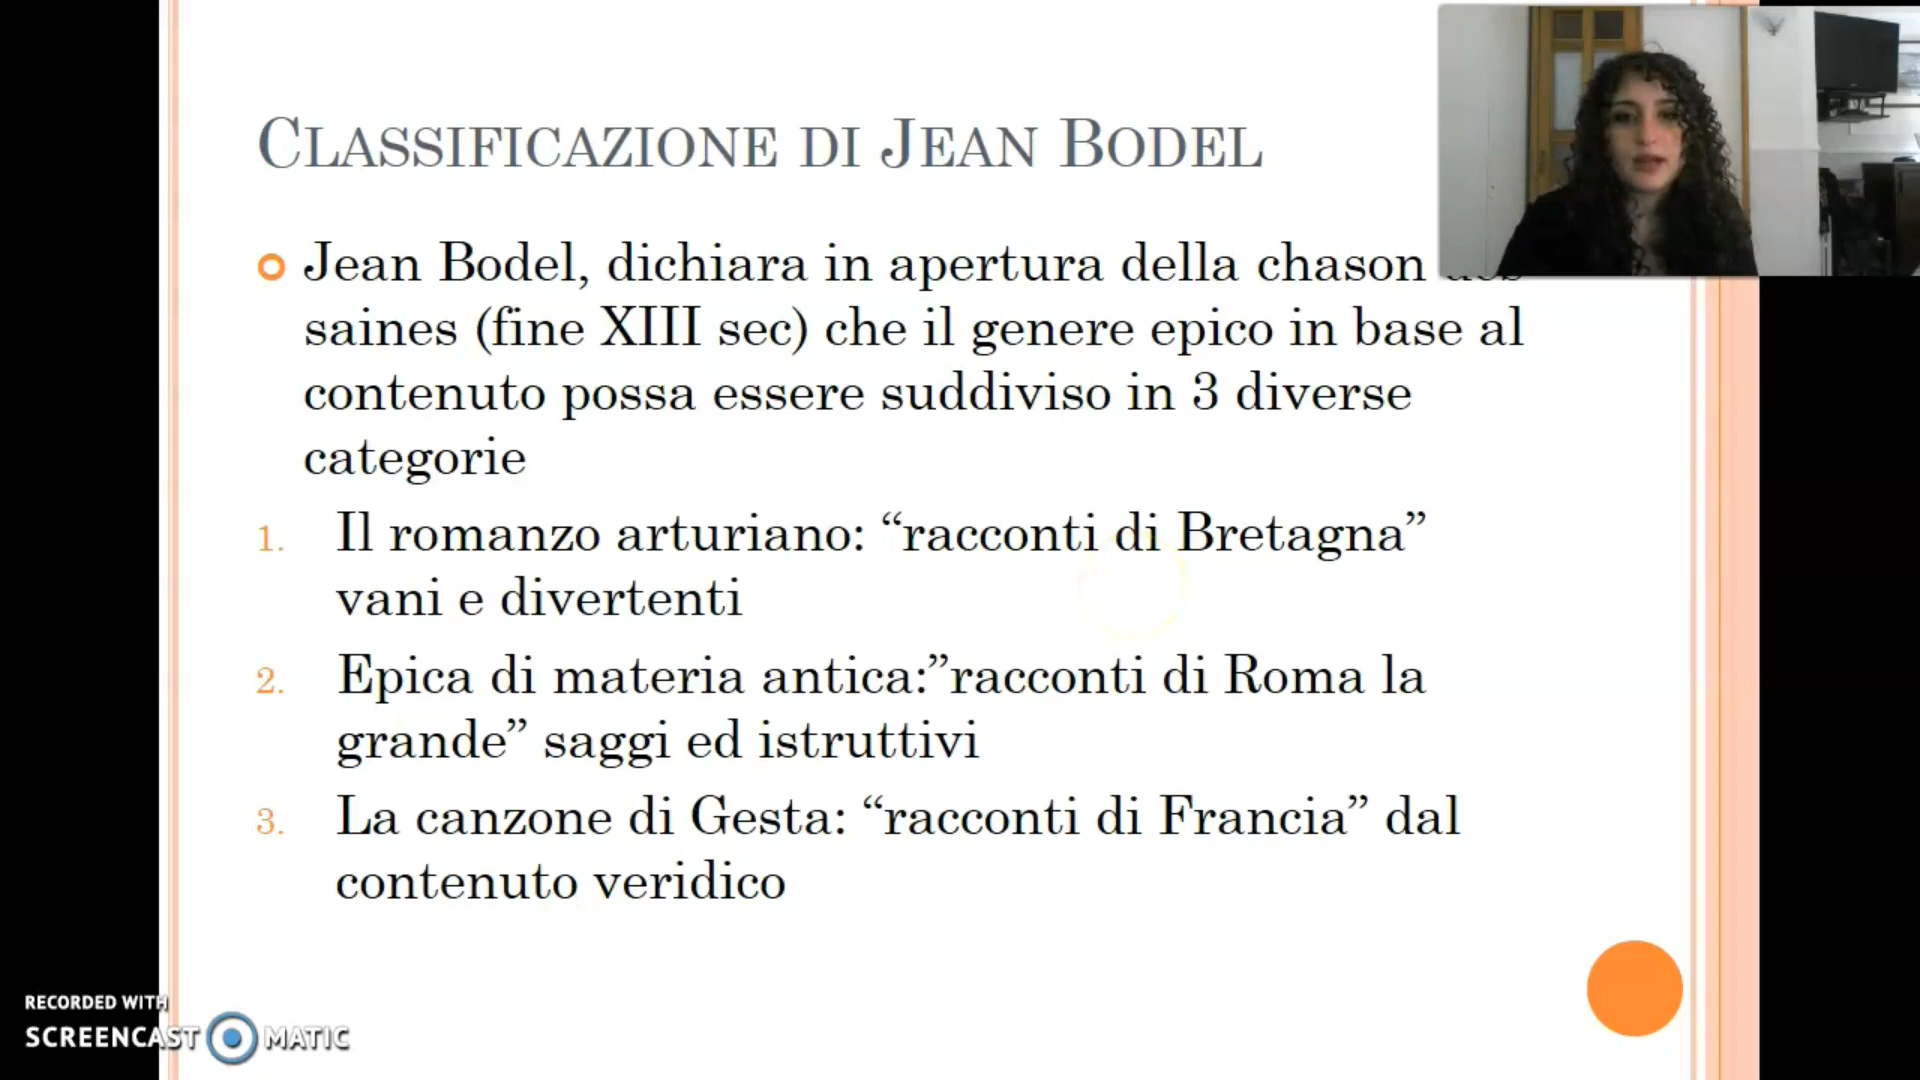 CLASSIFICAZIONE DI JEAN BODEL
Jean Bodel, dichiara in apertura della chason
saines (fine XIII sec) che il genere epico in base al
contenuto possa essere suddiviso in 3 diverse
categorie
1. Il romanzo arturiano: “racconti di Bretagna”
vani e divertenti
2. Epica di materia antica:”racconti di Roma la
grande” saggi ed istruttivi
3. La canzone di Gesta: “racconti di Francia” dal
contenuto veridico
RECORDED WITH
SCREENCAST MATIC